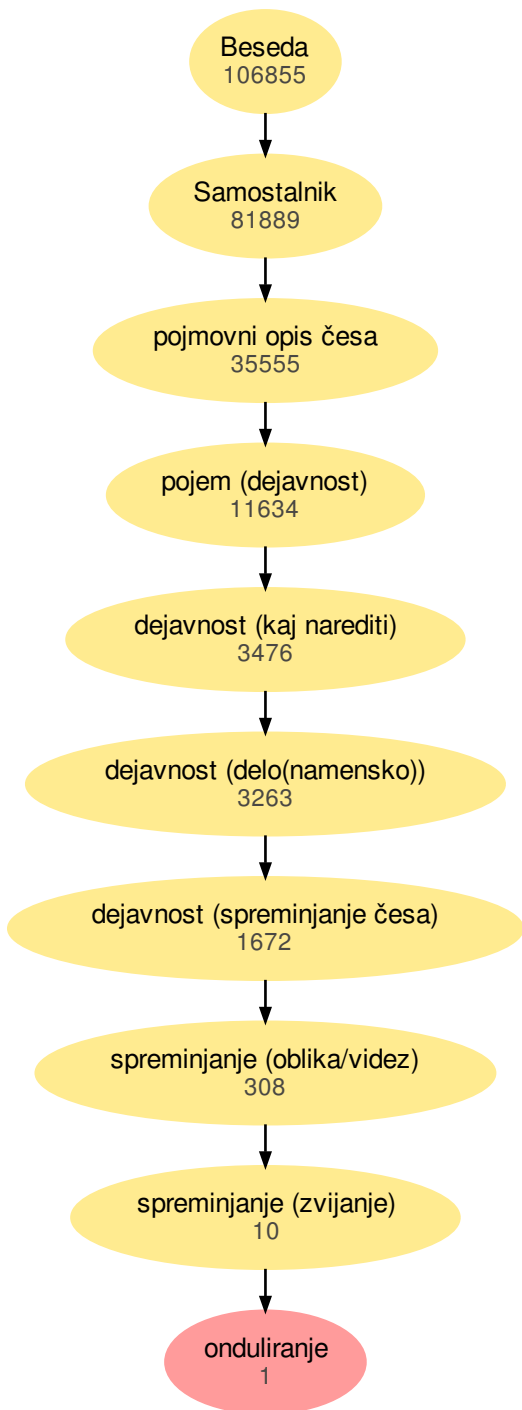 Beseda
106855
Samostalnik
81889
pojmovni opis česa
35555
pojem (dejavnost)
11634
dejavnost (kaj narediti)
3476
dejavnost (delo(namensko))
3263
dejavnost (spreminjanje česa)
1672
spreminjanje (oblika/videz)
308
spreminjanje (zvijanje)
10
onduliranje
1